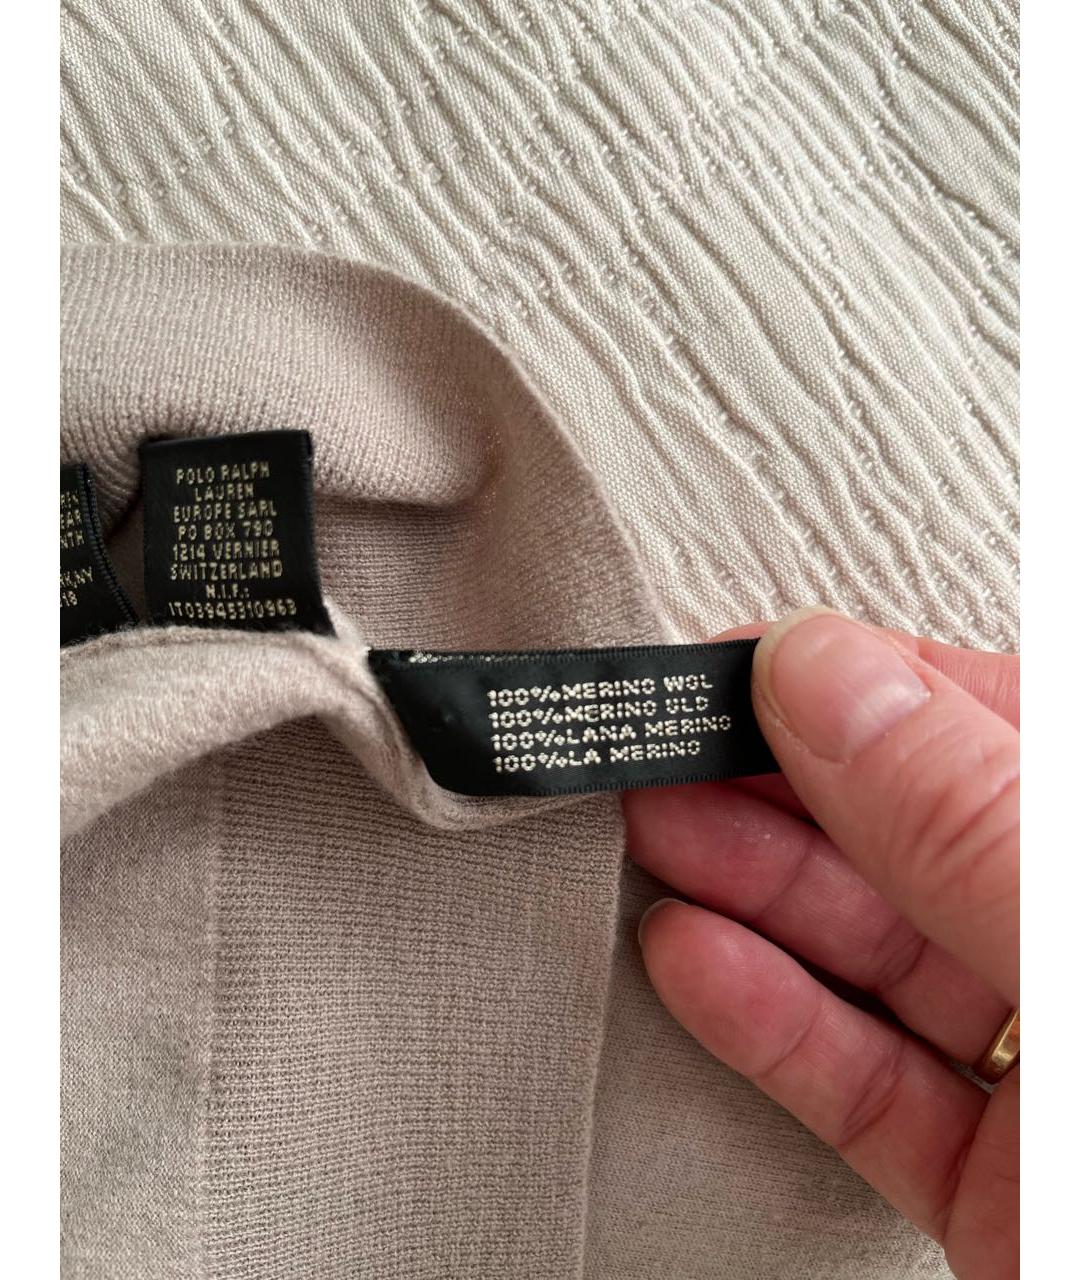 POLO RALPH
LAUREN
EUROPE SARL
PO BOX 790
1214 VERNIER
SWITZERLAND
N.I.F.:
IT03945310963
100%MERINO WOL
100%MERINO ULD
100%LANA MERINO
100%LA MERINO